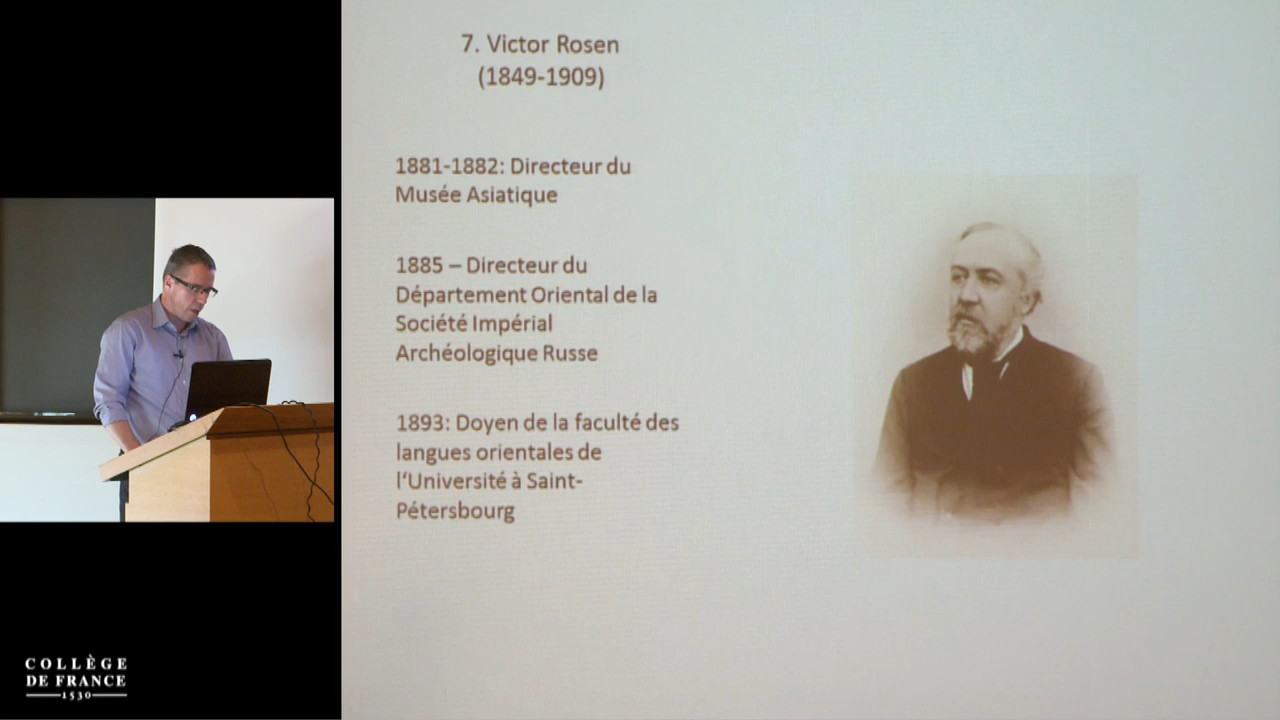 7. Victor Rosen
(1849-1909)
1881-1882: Directeur du
Musée Asiatique
1885 – Directeur du
Département Oriental de la
Société Impérial
Archéologique Russe
1893: Doyen de la faculté des
langues orientales de
l‘Université à Saint-
Pétersbourg
COLLÈGE
DE FRANCE
1530